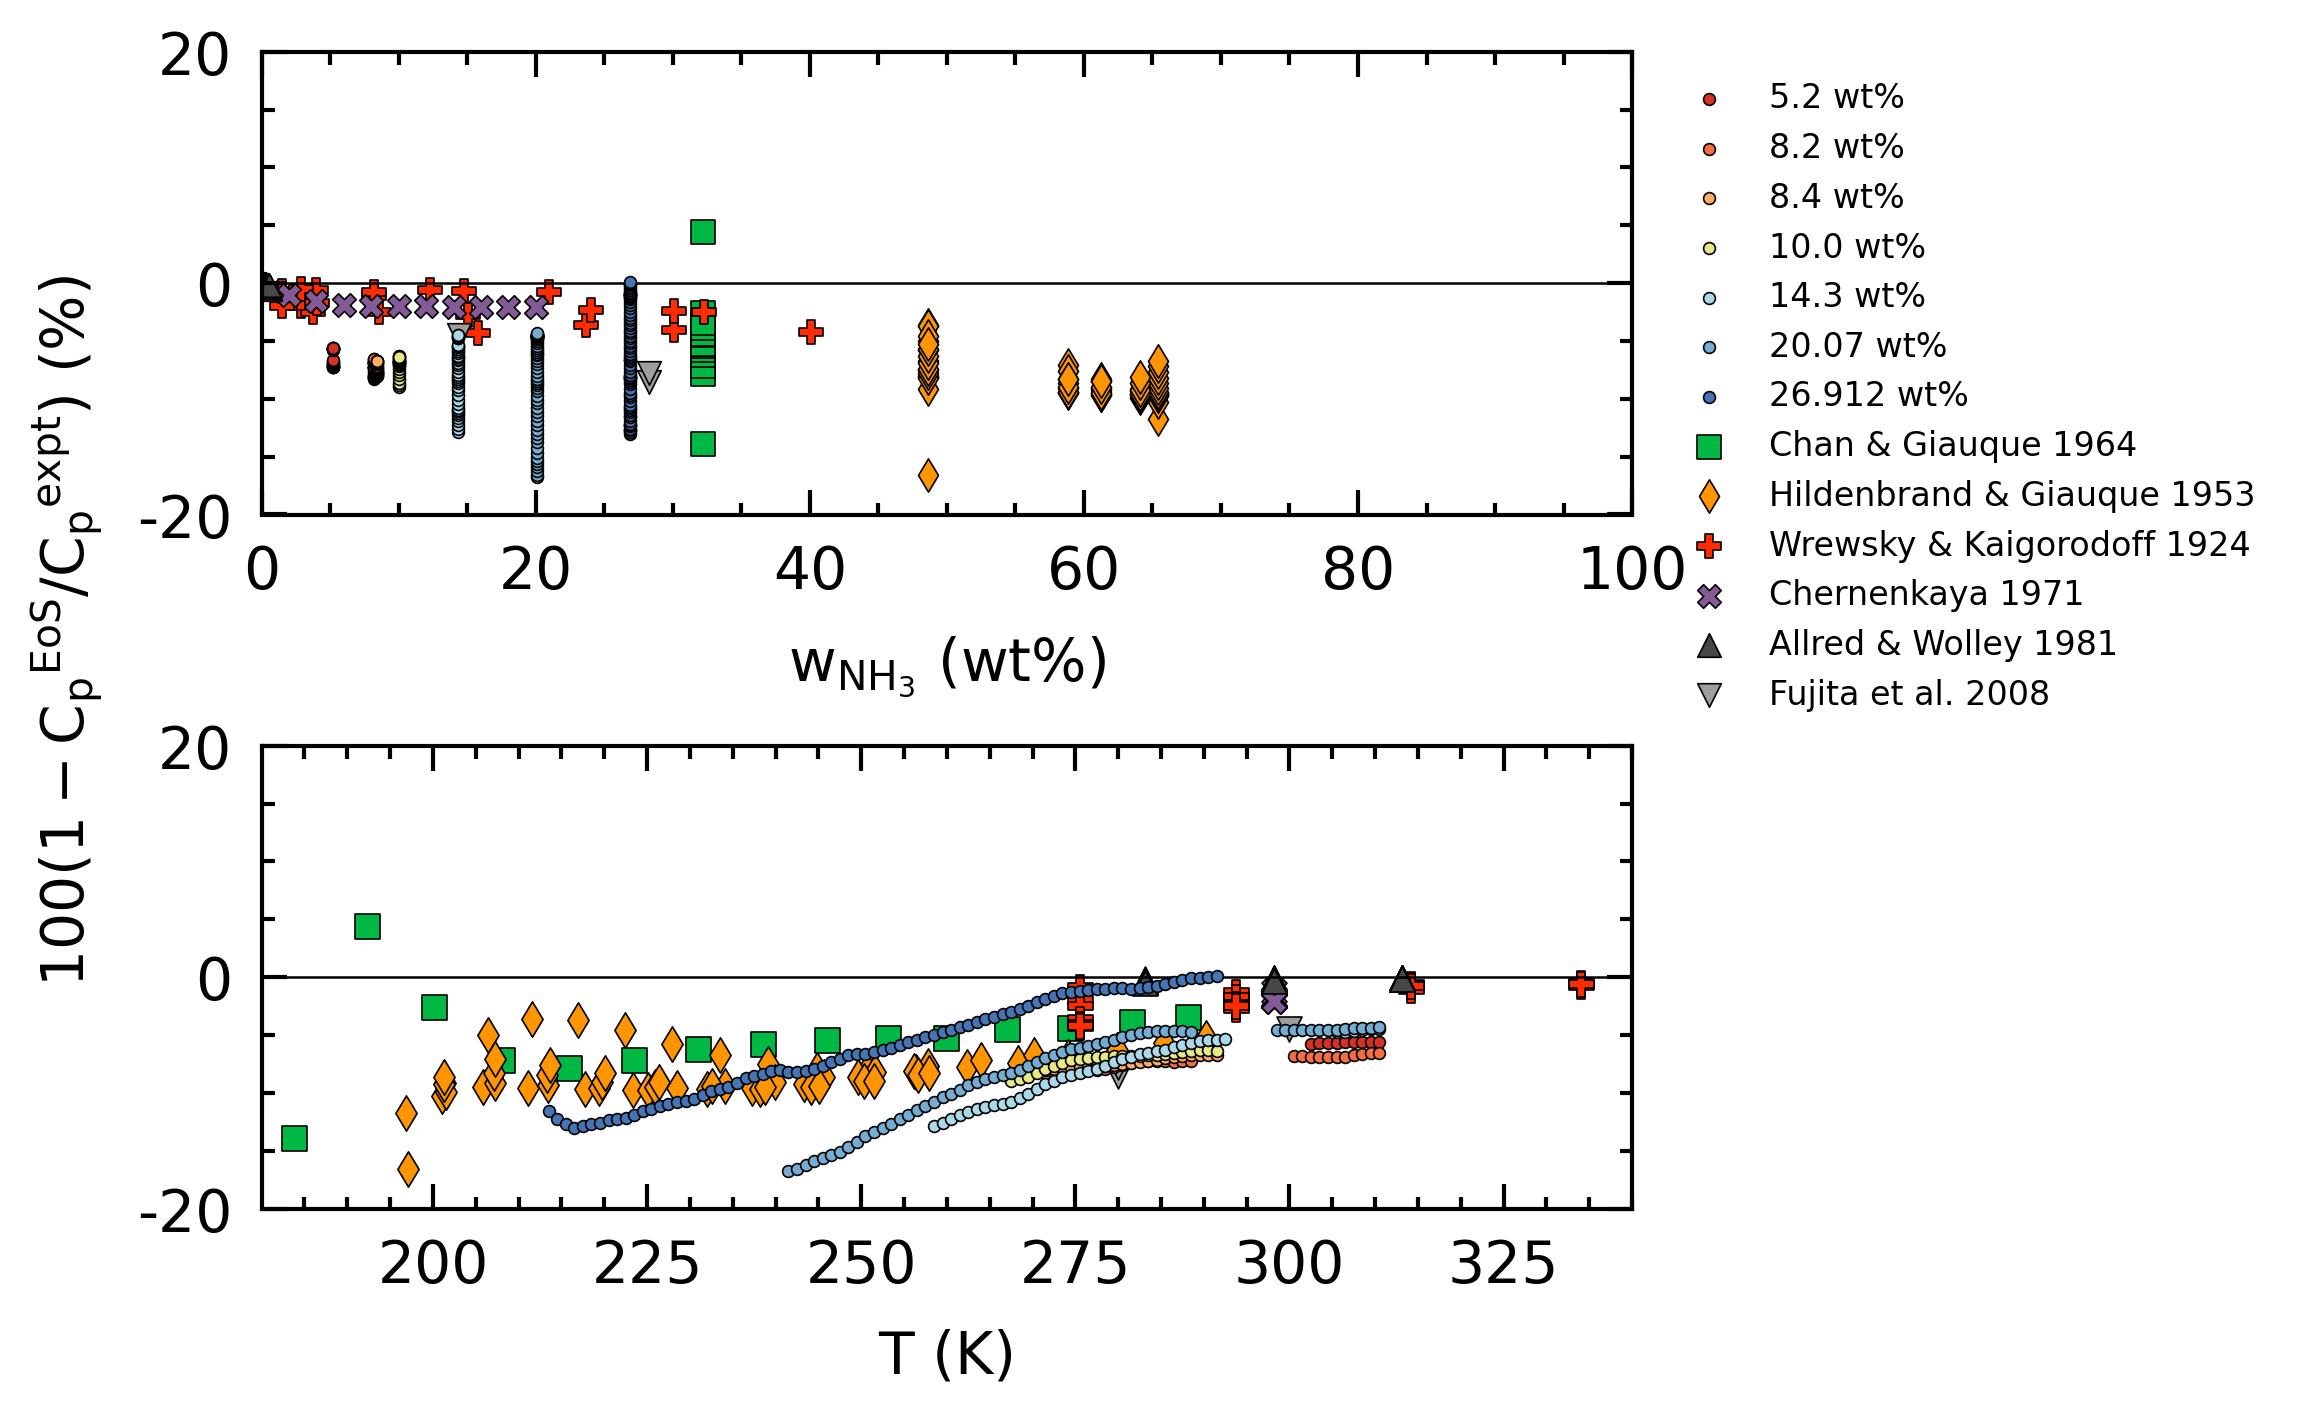 100(1 − Cp^EoS/Cp^expt) (%)
20
0
-20
0 20 40 60 80 100
wNH3 (wt%)
5.2 wt%
8.2 wt%
8.4 wt%
10.0 wt%
14.3 wt%
20.07 wt%
26.912 wt%
Chan & Giauque 1964
Hildenbrand & Giauque 1953
Wrewsky & Kaigorodoff 1924
Chernenkaya 1971
Allred & Wolley 1981
Fujita et al. 2008
20
0
-20
200 225 250 275 300 325
T (K)